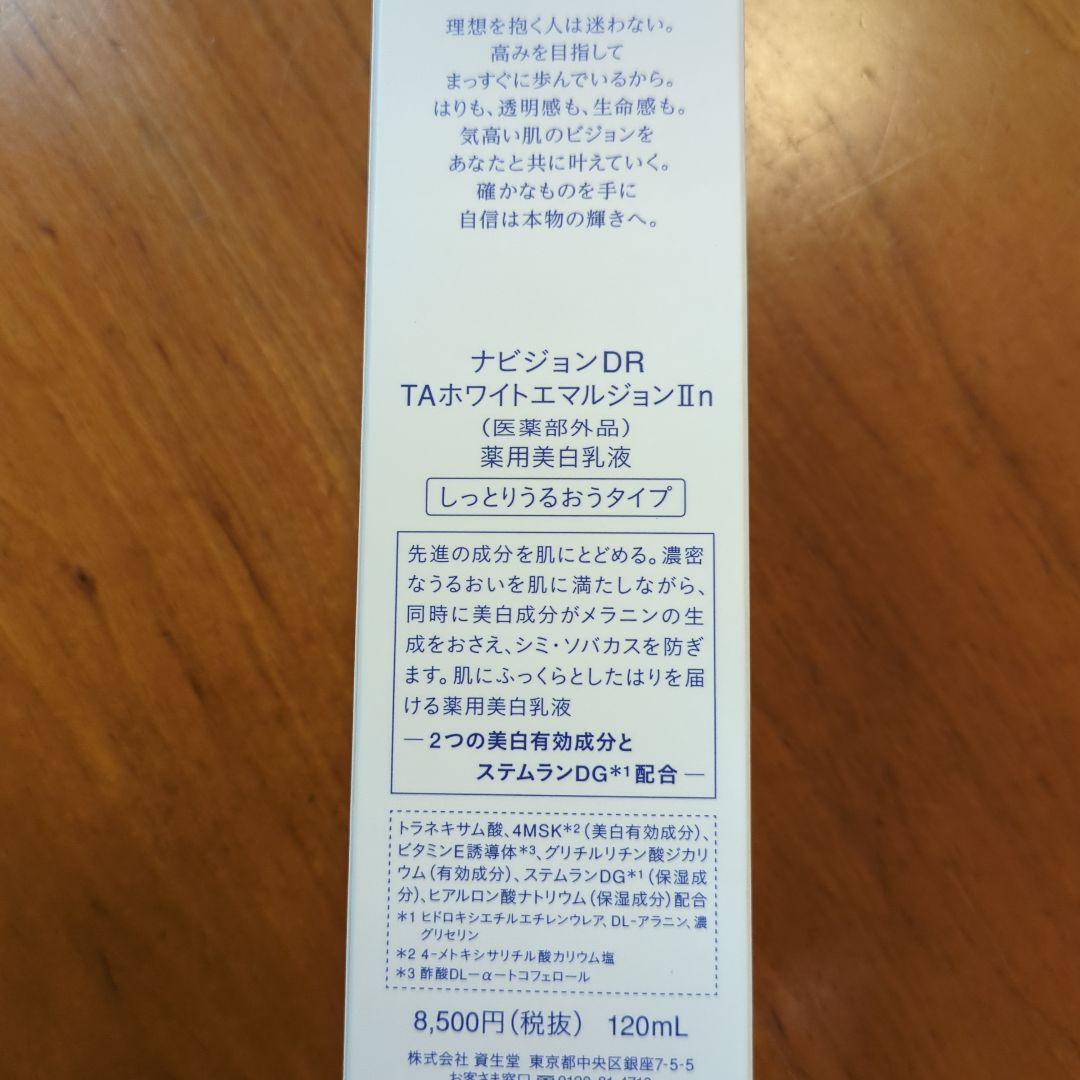 理想を抱く人は迷わない。
高みを目指して
まっすぐに歩んでいるから。
はりも、透明感も、生命感も。
気高い肌のビジョンを
あなたと共に叶えていく。
確かなものを手に
自信は本物の輝きへ。
ナビジョンDR
TAホワイトエマルジョンⅡn
（医薬部外品）
薬用美白乳液
しっとりうるおうタイプ
先進の成分を肌にとどめる。濃密
なうるおいを肌に満たしながら、
同時に美白成分がメラニンの生
成をおさえ、シミ・ソバカスを防ぎ
ます。肌にふっくらとしたはりを届
ける薬用美白乳液
―2つの美白有効成分と
ステムランDG＊1配合―
トラネキサム酸、4MSK＊2（美白有効成分）、
ビタミンE誘導体＊3、グリチルリチン酸ジカリ
ウム（有効成分）、ステムランDG＊1（保湿成
分）、ヒアルロン酸ナトリウム（保湿成分）配合
＊1 ヒドロキシエチルエチレンウレア、DL-アラニン、濃
グリセリン
＊2 4-メトキシサリチル酸カリウム塩
＊3 酢酸DL-α-トコフェロール
8,500円（税抜） 120mL
株式会社 資生堂 東京都中央区銀座7-5-5
お客さま窓口